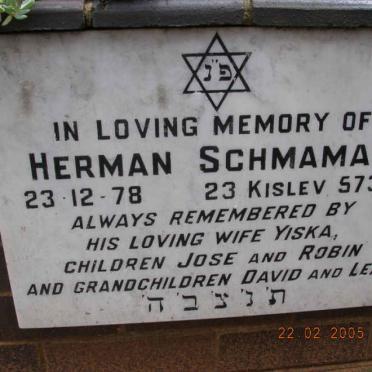 פ״נ
IN LOVING MEMORY OF
HERMAN SCHMAMA
23·12·78 23 KISLEV 573
ALWAYS REMEMBERED BY
HIS LOVING WIFE YISKA,
CHILDREN JOSE AND ROBIN
AND GRANDCHILDREN DAVID AND LE
ת׳נ׳צ׳ב׳ה׳
22 02 2005